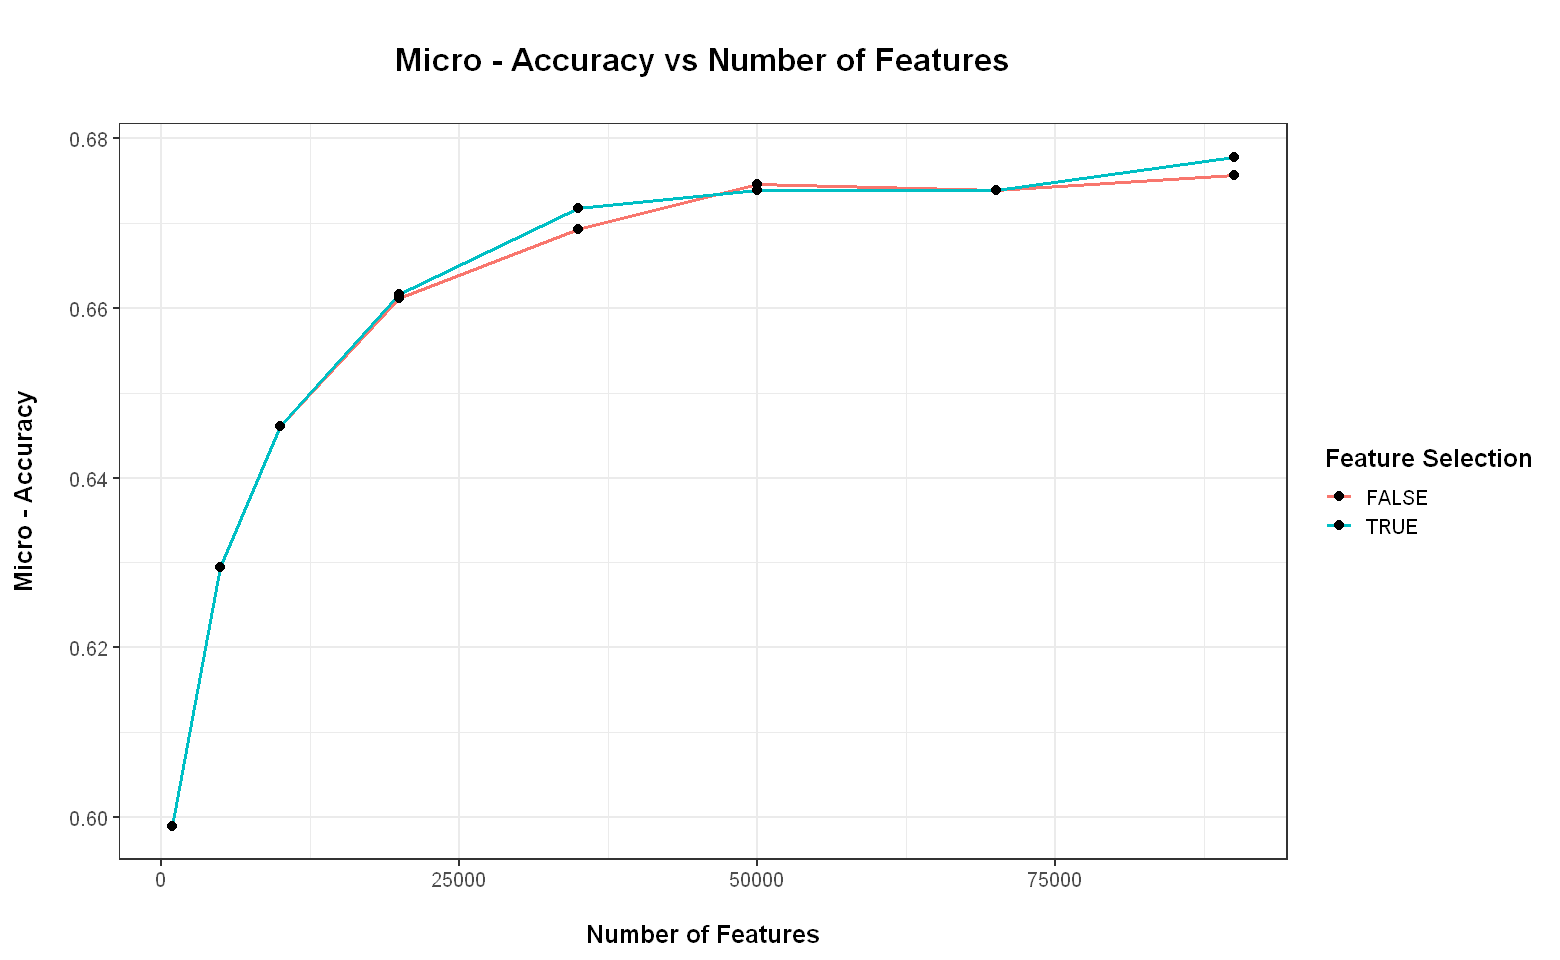 Micro - Accuracy vs Number of Features
Micro - Accuracy
0.68
0.66
0.64
0.62
0.60
0
25000
50000
75000
Number of Features
Feature Selection
FALSE
TRUE